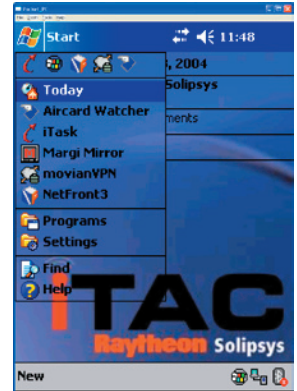 Start 11:48
, 2004
Today
Solipsys
Aircard Watcher
ments
iTask
Margi Mirror
movianVPN
NetFront3
Programs
Settings
Find
Help
iTAC
Raytheon Solipsys
New